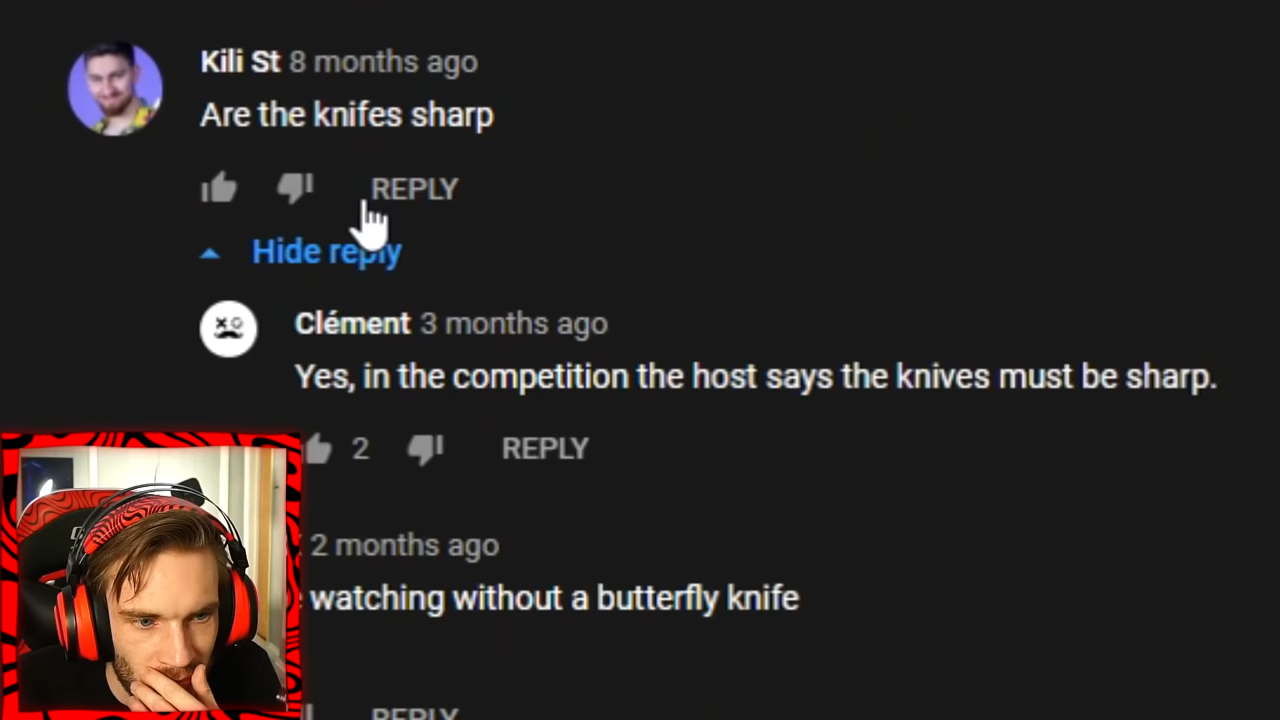 Kili St 8 months ago
Are the knifes sharp
REPLY
Hide reply
Clément 3 months ago
Yes, in the competition the host says the knives must be sharp.
2 REPLY
2 months ago
watching without a butterfly knife
REPLY